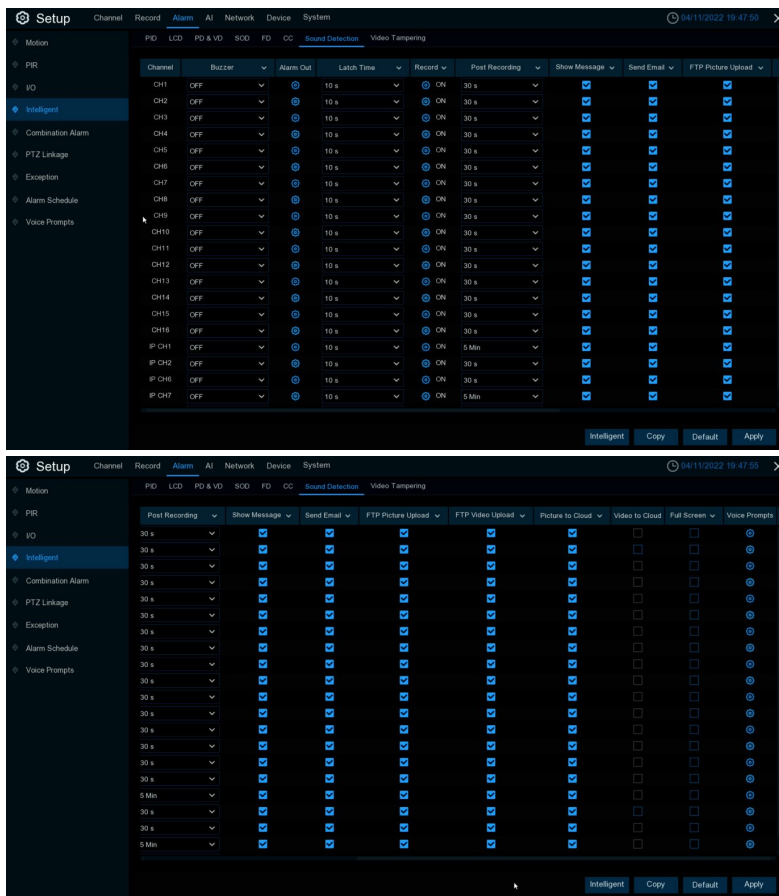 Setup Channel Record Alarm AI Network Device System 04/11/2022 19:47:50
Motion PID LCD PD & VD SOD FD CC Sound Detection Video Tampering
PIR Channel Buzzer Alarm Out Latch Time Record Post Recording Show Message Send Email FTP Picture Upload
I/O CH1 OFF 10 s ON 30 s
CH2 OFF 10 s ON 30 s
Intelligent CH3 OFF 10 s ON 30 s
Combination Alarm CH4 OFF 10 s ON 30 s
PTZ Linkage CH5 OFF 10 s ON 30 s
CH6 OFF 10 s ON 30 s
Exception CH7 OFF 10 s ON 30 s
Alarm Schedule CH8 OFF 10 s ON 30 s
Voice Prompts CH9 OFF 10 s ON 30 s
CH10 OFF 10 s ON 30 s
CH11 OFF 10 s ON 30 s
CH12 OFF 10 s ON 30 s
CH13 OFF 10 s ON 30 s
CH14 OFF 10 s ON 30 s
CH15 OFF 10 s ON 30 s
CH16 OFF 10 s ON 30 s
IP CH1 OFF 10 s ON 5 Min
IP CH2 OFF 10 s ON 30 s
IP CH6 OFF 10 s ON 30 s
IP CH7 OFF 10 s ON 5 Min
Intelligent Copy Default Apply
Setup Channel Record Alarm AI Network Device System 04/11/2022 19:47:55
Motion PID LCD PD & VD SOD FD CC Sound Detection Video Tampering
PIR Post Recording Show Message Send Email FTP Picture Upload FTP Video Upload Picture to Cloud Video to Cloud Full Screen Voice Prompts
I/O 30 s
30 s
Intelligent 30 s
Combination Alarm 30 s
PTZ Linkage 30 s
30 s
Exception 30 s
Alarm Schedule 30 s
Voice Prompts 30 s
30 s
30 s
30 s
30 s
30 s
30 s
30 s
5 Min
30 s
30 s
5 Min
Intelligent Copy Default Apply